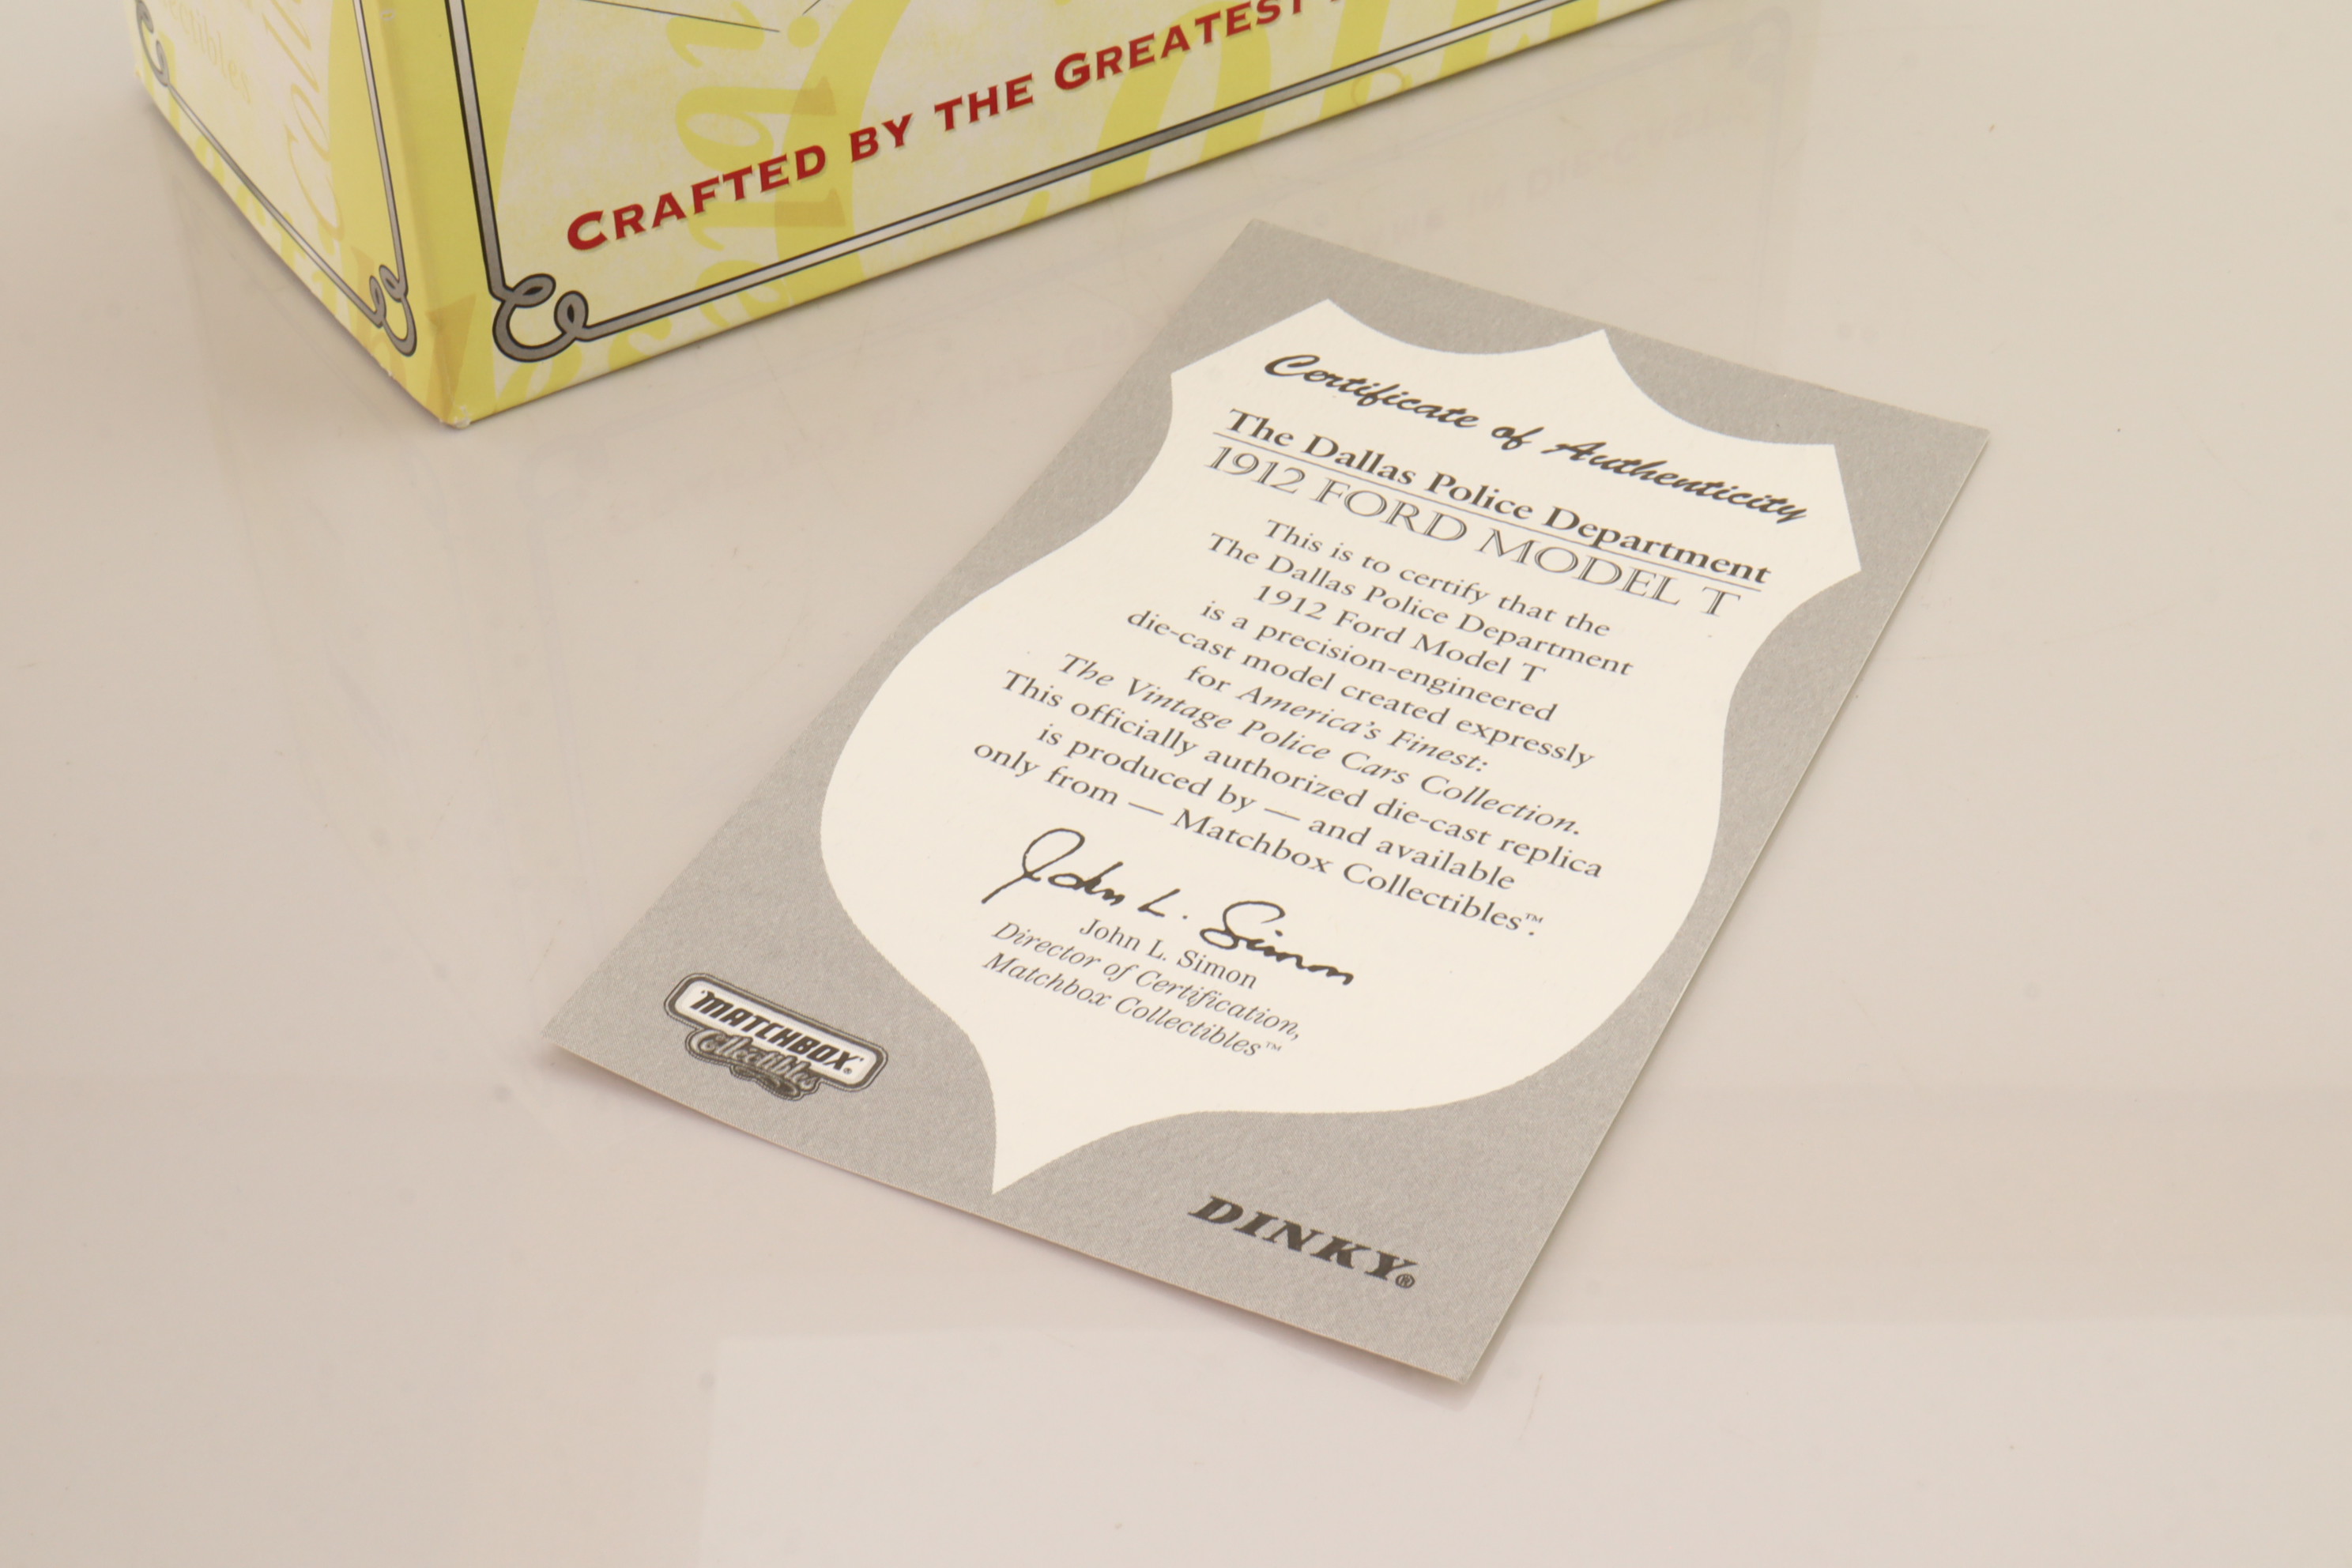 CRAFTED BY THE GREATEST
Certificate of Authenticity
The Dallas Police Department
1912 FORD MODEL T
This is to certify that the
The Dallas Police Department
1912 Ford Model T
is a precision-engineered
die-cast model created expressly
for America's Finest:
The Vintage Police Cars Collection.
This officially authorized die-cast replica
is produced by — and available
only from — Matchbox Collectibles™.
John L. Simon
John L. Simon
Director of Certification,
Matchbox Collectibles™
MATCHBOX®
Collectibles
DINKY®